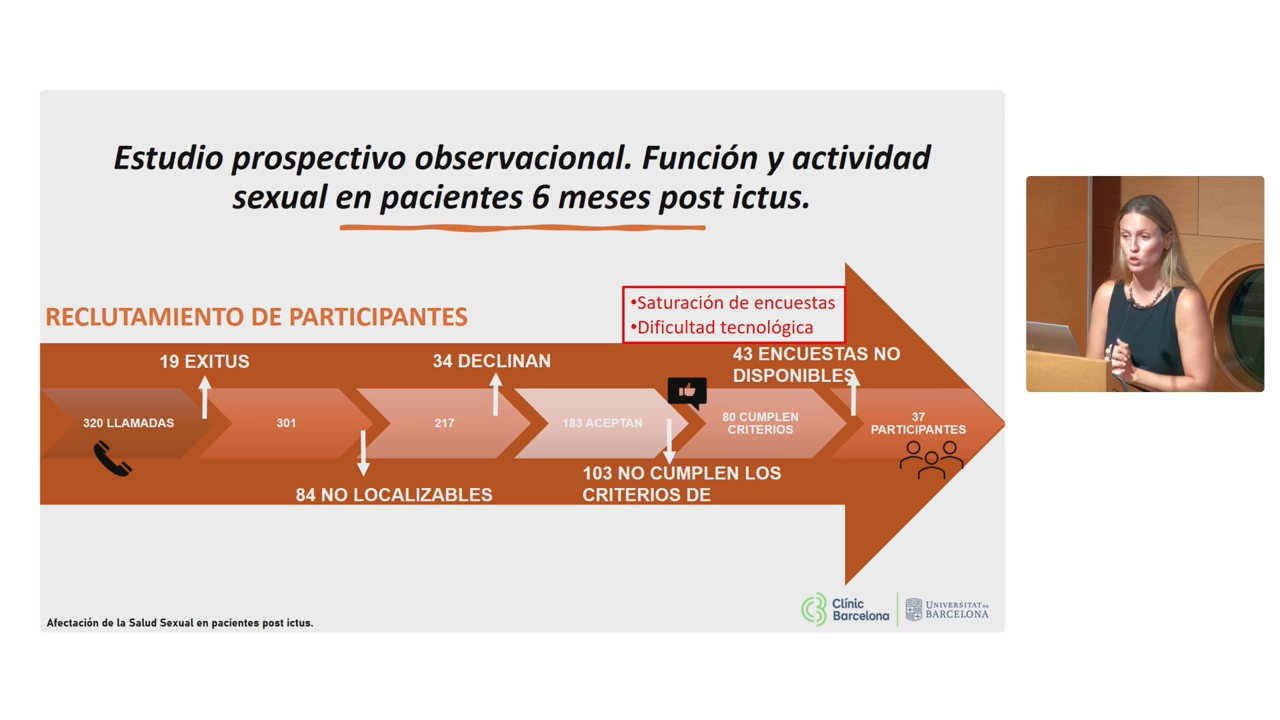 Estudio prospectivo observacional. Función y actividad
sexual en pacientes 6 meses post ictus.
RECLUTAMIENTO DE PARTICIPANTES
•Saturación de encuestas
•Dificultad tecnológica
19 EXITUS
34 DECLINAN
43 ENCUESTAS NO
DISPONIBLES
320 LLAMADAS
301
217
183 ACEPTAN
80 CUMPLEN
CRITERIOS
37
PARTICIPANTES
84 NO LOCALIZABLES
103 NO CUMPLEN LOS
CRITERIOS DE
Afectación de la Salud Sexual en pacientes post ictus.
Clínic
Barcelona
UNIVERSITAT DE
BARCELONA